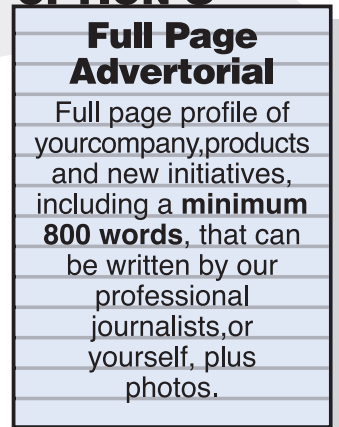 Full Page
Advertorial
Full page profile of
yourcompany,products
and new initiatives,
including a minimum
800 words, that can
be written by our
professional
journalists,or
yourself, plus
photos.